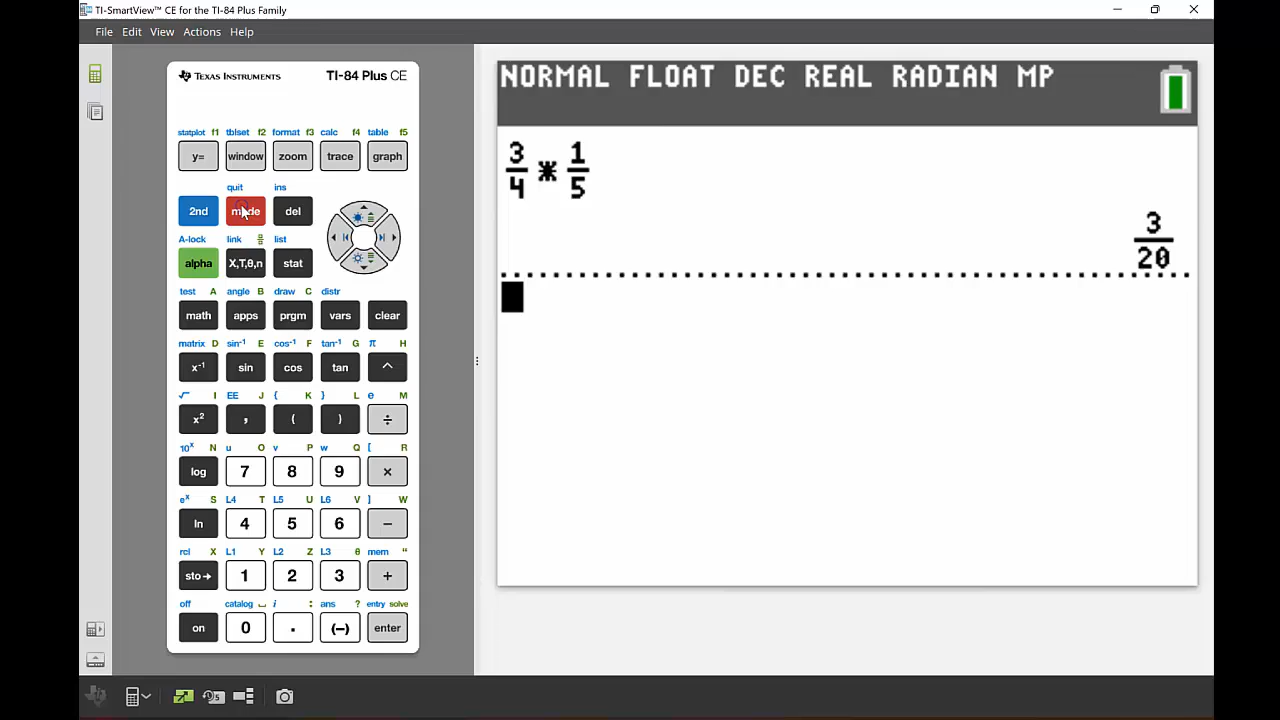 TI-SmartView™ CE for the TI-84 Plus Family
File Edit View Actions Help
TEXAS INSTRUMENTS TI-84 Plus CE
statplot f1 tblset f2 format f3 calc f4 table f5
y= window zoom trace graph
quit ins
2nd mode del
A-lock link list
alpha X,T,θ,n stat
test A angle B draw C distr
math apps prgm vars clear
matrix D sin⁻¹ E cos⁻¹ F tan⁻¹ G π H
x⁻¹ sin cos tan ^
√ I EE J { K } L e M
x² , ( ) ÷
10ˣ N u O v P w Q [ R
log 7 8 9 ×
eˣ S L4 T L5 U L6 V ] W
ln 4 5 6 −
rcl X L1 Y L2 Z L3 θ mem “
sto→ 1 2 3 +
off catalog ⎵ i : ans ? entry solve
on 0 . (−) enter
NORMAL FLOAT DEC REAL RADIAN MP
3/4 * 1/5
3/20